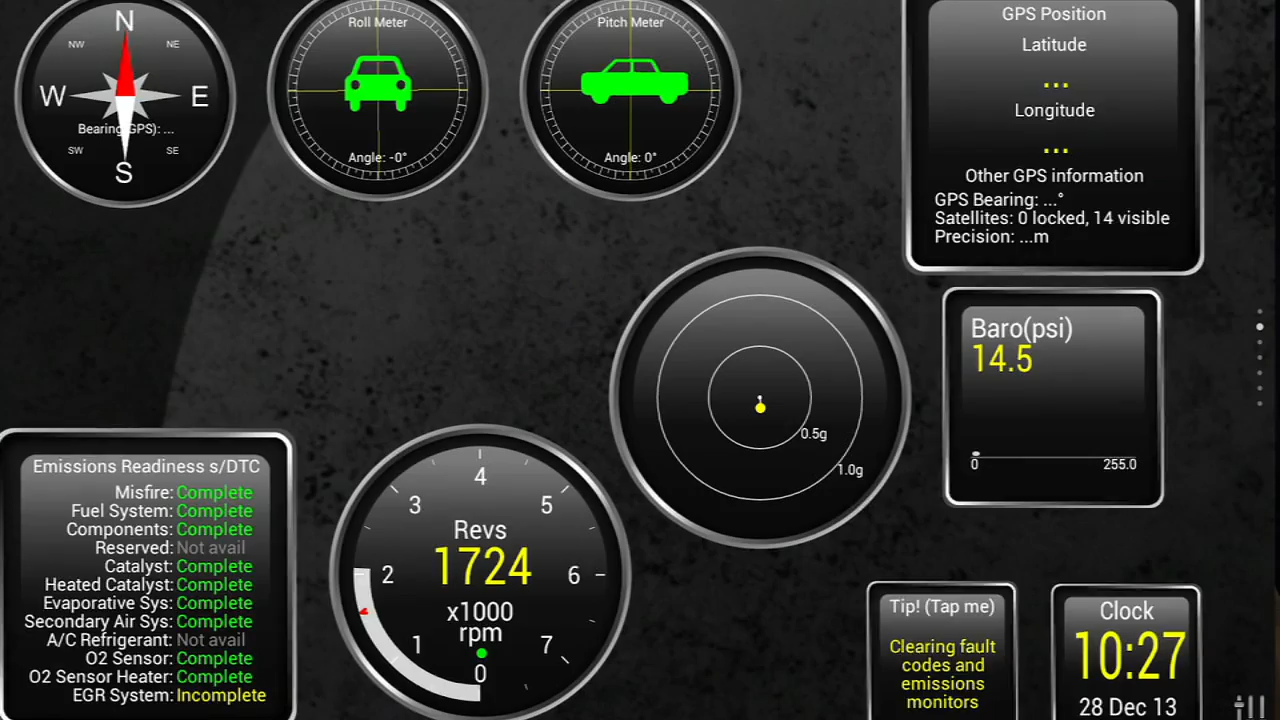 N
NW
NE
W
E
Bearing(GPS): ...
SW
SE
S
Roll Meter
Angle: -0°
Pitch Meter
Angle: 0°
GPS Position
Latitude
...
Longitude
...
Other GPS information
GPS Bearing: ...°
Satellites: 0 locked, 14 visible
Precision: ...m
0.5g
1.0g
Baro(psi)
14.5
0
255.0
Emissions Readiness s/DTC
Misfire: Complete
Fuel System: Complete
Components: Complete
Reserved: Not avail
Catalyst: Complete
Heated Catalyst: Complete
Evaporative Sys: Complete
Secondary Air Sys: Complete
A/C Refrigerant: Not avail
O2 Sensor: Complete
O2 Sensor Heater: Complete
EGR System: Incomplete
4
3
5
Revs
1724
2
6
x1000
rpm
1
7
0
Tip! (Tap me)
Clearing fault
codes and
emissions
monitors
Clock
10:27
28 Dec 13